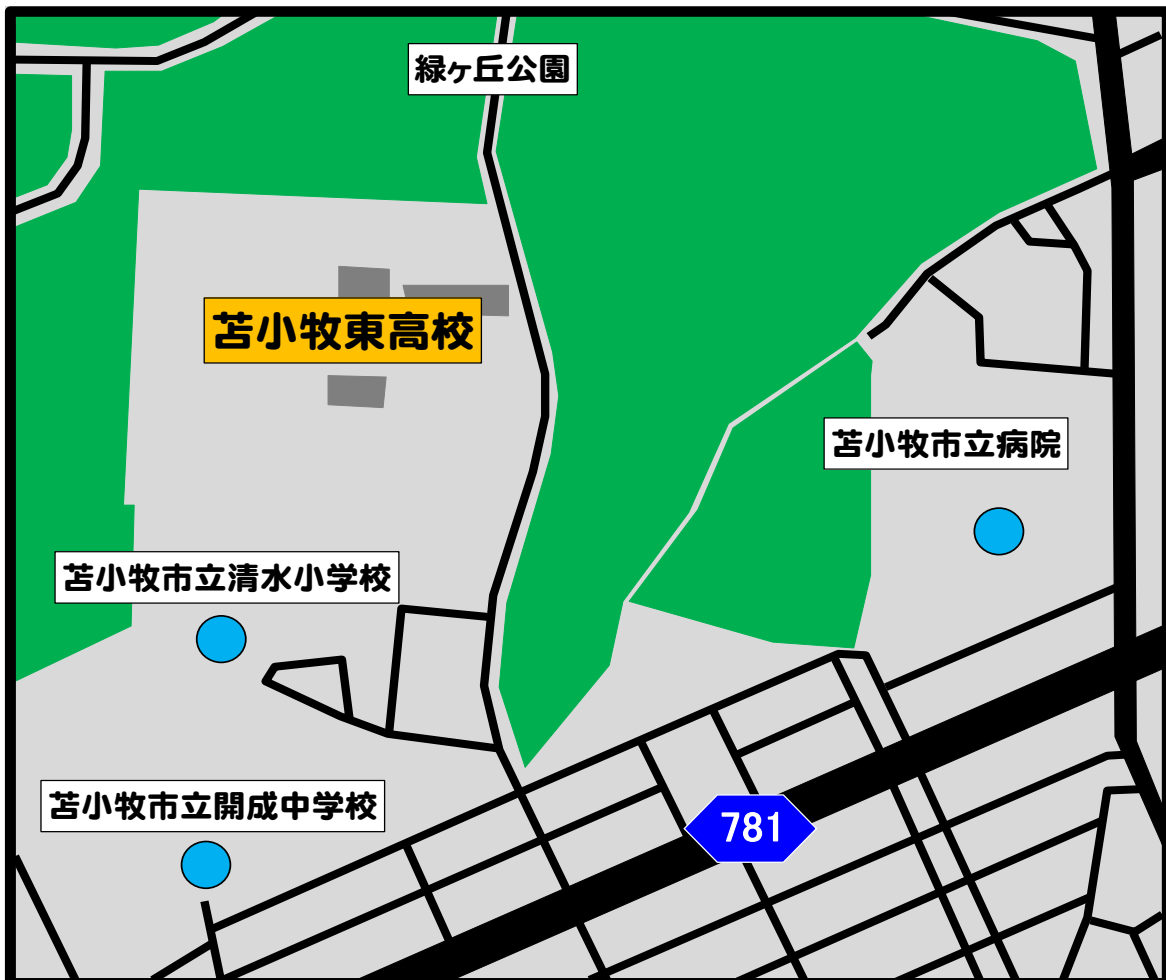 緑ヶ丘公園
苫小牧東高校
苫小牧市立病院
苫小牧市立清水小学校
苫小牧市立開成中学校
781